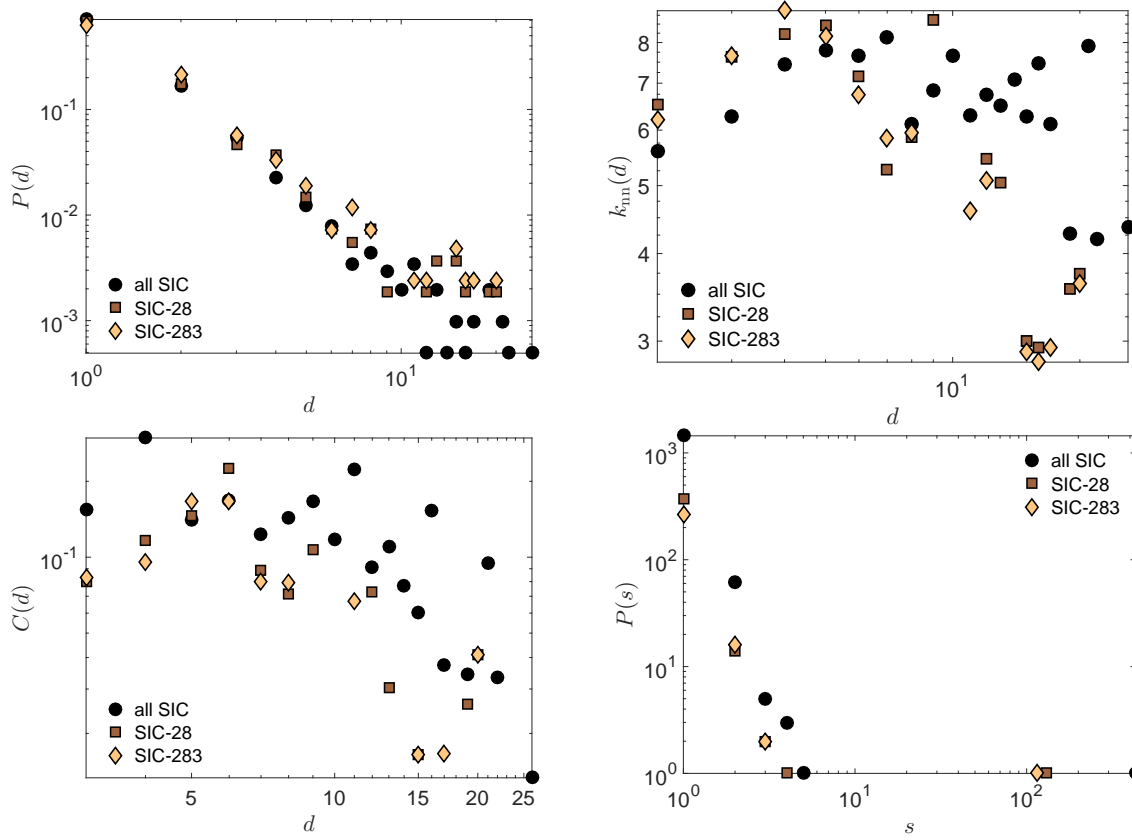 10^-1
10^-2
10^-3
P(d)
all SIC
SIC-28
SIC-283
10^0
10^1
d
8
7
6
5
4
3
k_nn(d)
all SIC
SIC-28
SIC-283
10^1
d
10^-1
C(d)
all SIC
SIC-28
SIC-283
5
10
15
20
25
d
10^3
10^2
10^1
10^0
P(s)
all SIC
SIC-28
SIC-283
10^0
10^1
10^2
s